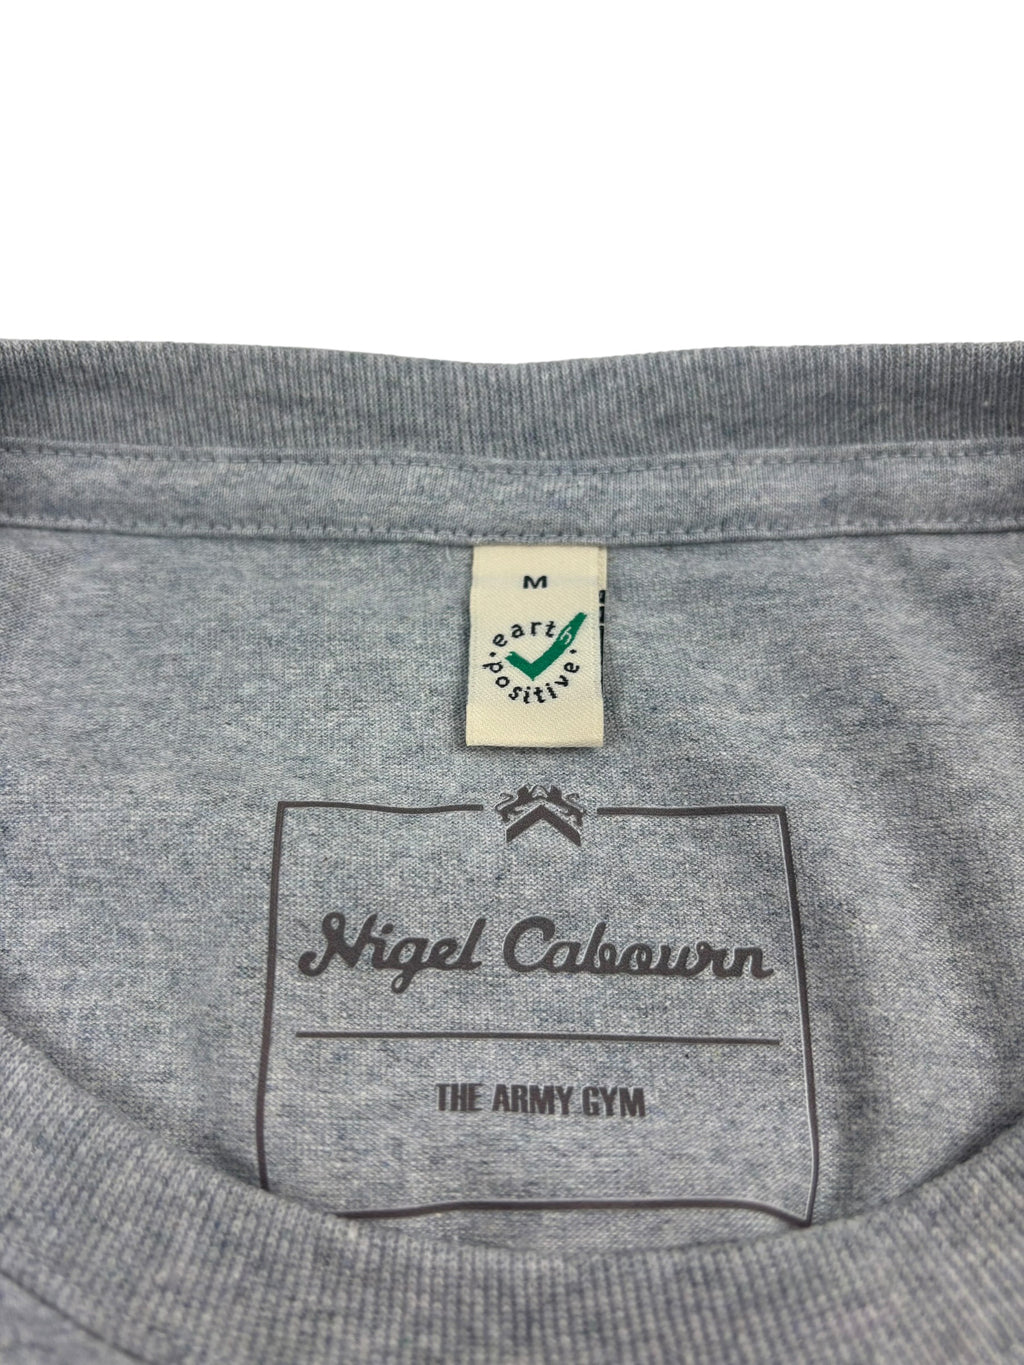 M
earth
positive
Nigel Cabourn
THE ARMY GYM